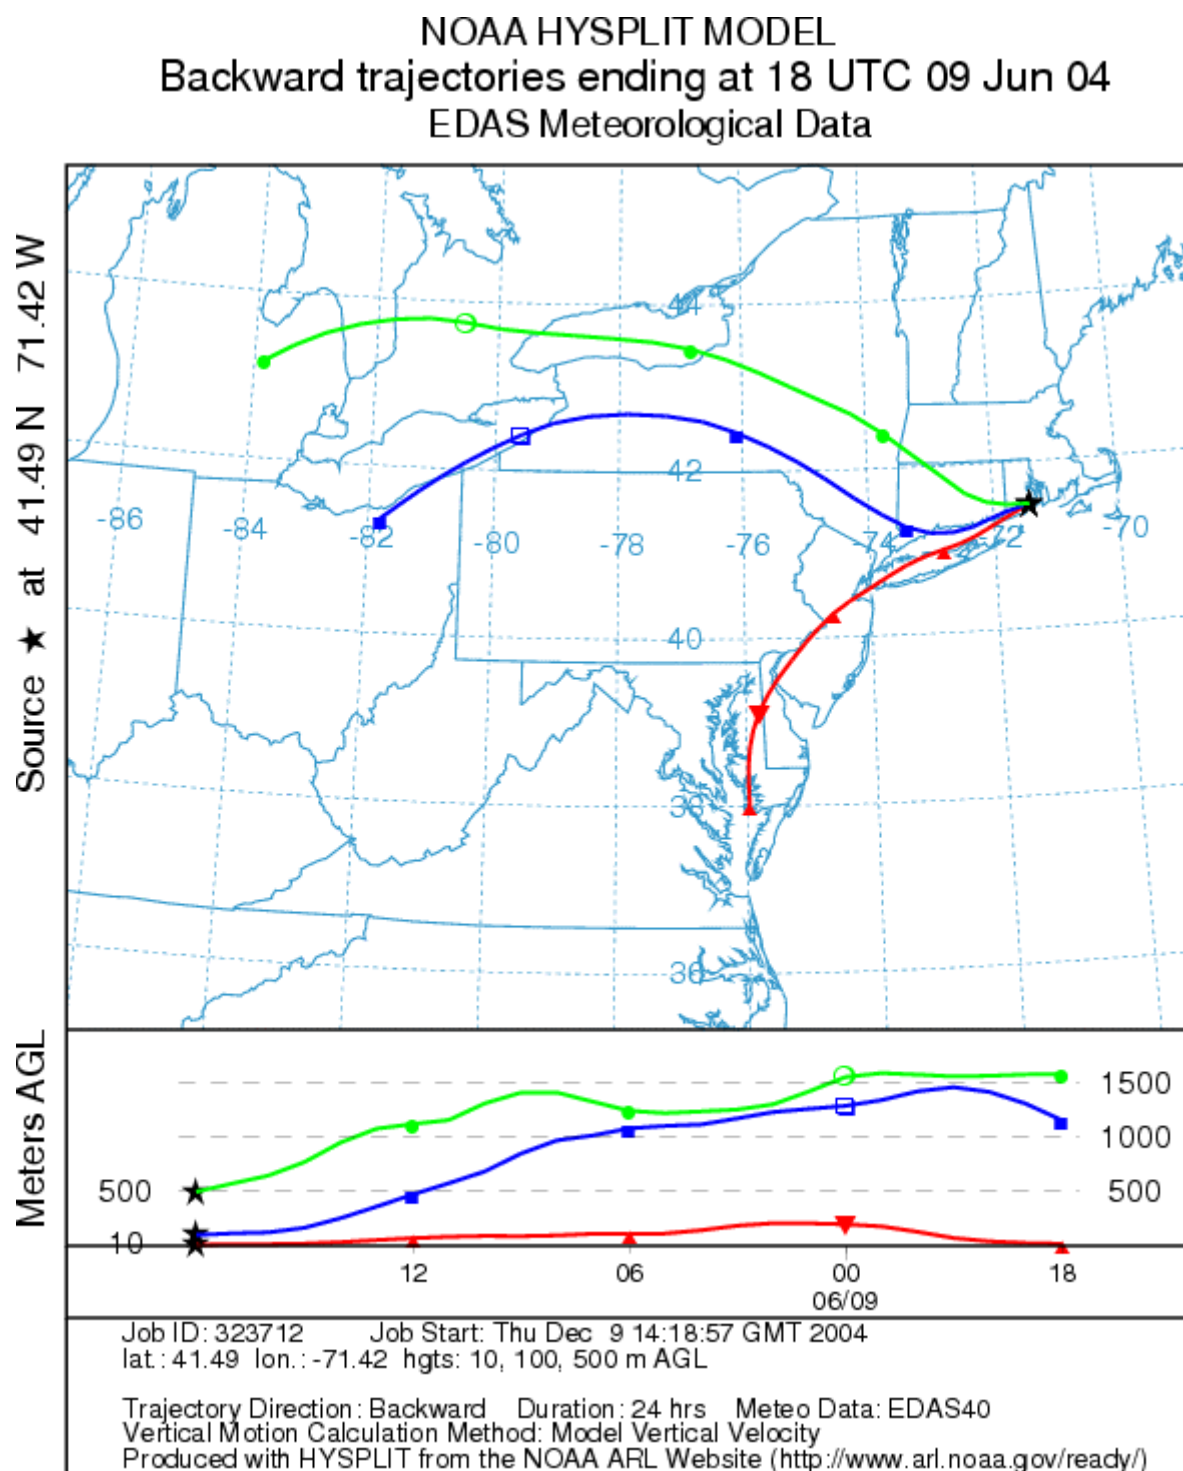 NOAA HYSPLIT MODEL
Backward trajectories ending at 18 UTC 09 Jun 04
EDAS Meteorological Data
Source ★ at 41.49 N 71.42 W
44
42
-86
-84
-82
-80
-78
-76
-74
-72
-70
40
38
36
Meters AGL
1500
1000
500
500
10
12
06
00
18
06/09
Job ID: 323712 Job Start: Thu Dec 9 14:18:57 GMT 2004
lat.: 41.49 lon.: -71.42 hgts: 10, 100, 500 m AGL
Trajectory Direction: Backward Duration: 24 hrs Meteo Data: EDAS40
Vertical Motion Calculation Method: Model Vertical Velocity
Produced with HYSPLIT from the NOAA ARL Website (http://www.arl.noaa.gov/ready/)